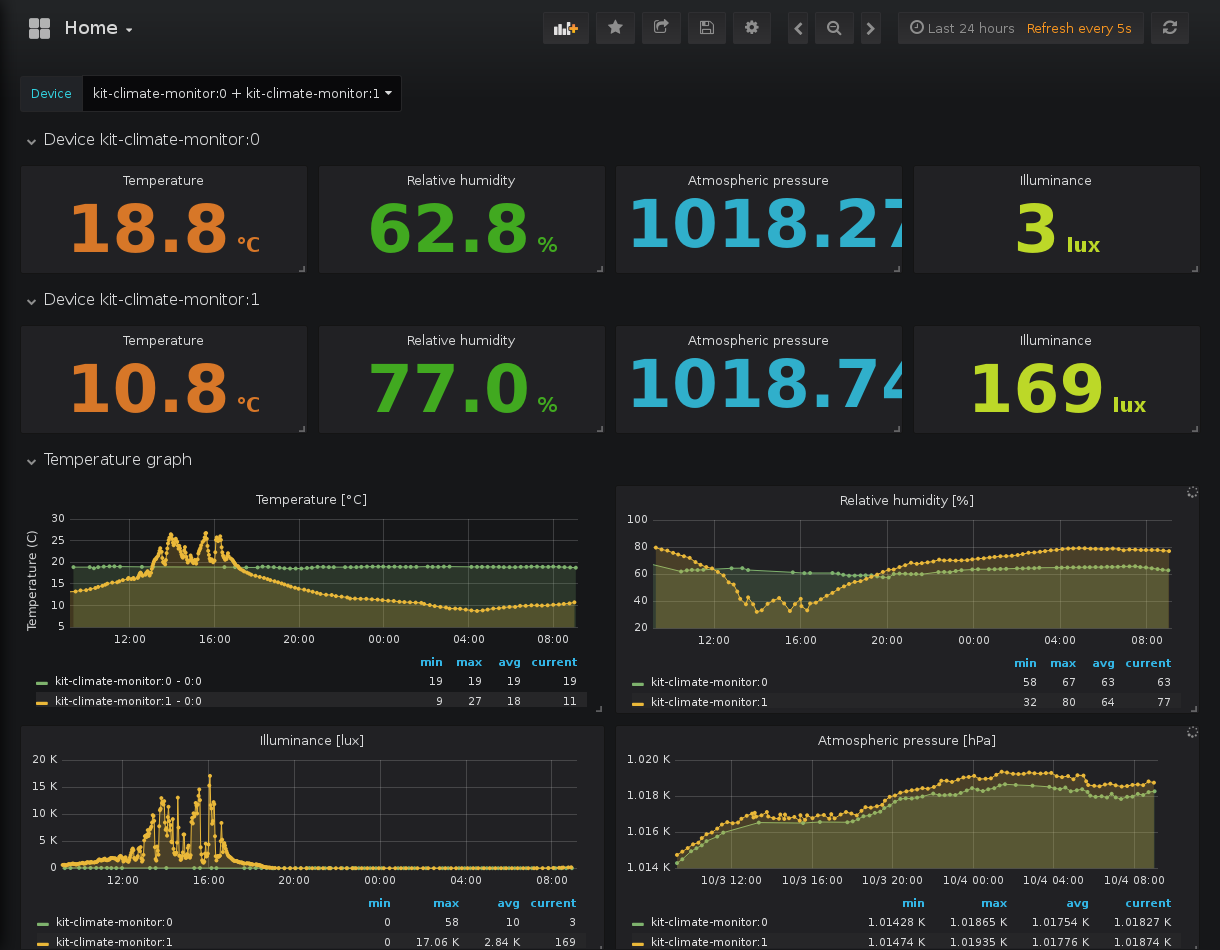 Home
Last 24 hours Refresh every 5s
Device kit-climate-monitor:0 + kit-climate-monitor:1
Device kit-climate-monitor:0
Temperature Relative humidity Atmospheric pressure Illuminance
18.8 °C 62.8 % 1018.27 3 lux
Device kit-climate-monitor:1
Temperature Relative humidity Atmospheric pressure Illuminance
10.8 °C 77.0 % 1018.74 169 lux
Temperature graph
Temperature [°C]
Temperature (C)
30
25
20
15
10
5
12:00 16:00 20:00 00:00 04:00 08:00
min max avg current
kit-climate-monitor:0 - 0:0 19 19 19 19
kit-climate-monitor:1 - 0:0 9 27 18 11
Relative humidity [%]
100
80
60
40
20
12:00 16:00 20:00 00:00 04:00 08:00
min max avg current
kit-climate-monitor:0 58 67 63 63
kit-climate-monitor:1 32 80 64 77
Illuminance [lux]
20 K
15 K
10 K
5 K
0
12:00 16:00 20:00 00:00 04:00 08:00
min max avg current
kit-climate-monitor:0 0 58 10 3
kit-climate-monitor:1 0 17.06 K 2.84 K 169
Atmospheric pressure [hPa]
1.020 K
1.018 K
1.016 K
1.014 K
10/3 12:00 10/3 16:00 10/3 20:00 10/4 00:00 10/4 04:00 10/4 08:00
min max avg current
kit-climate-monitor:0 1.01428 K 1.01865 K 1.01754 K 1.01827 K
kit-climate-monitor:1 1.01474 K 1.01935 K 1.01776 K 1.01874 K